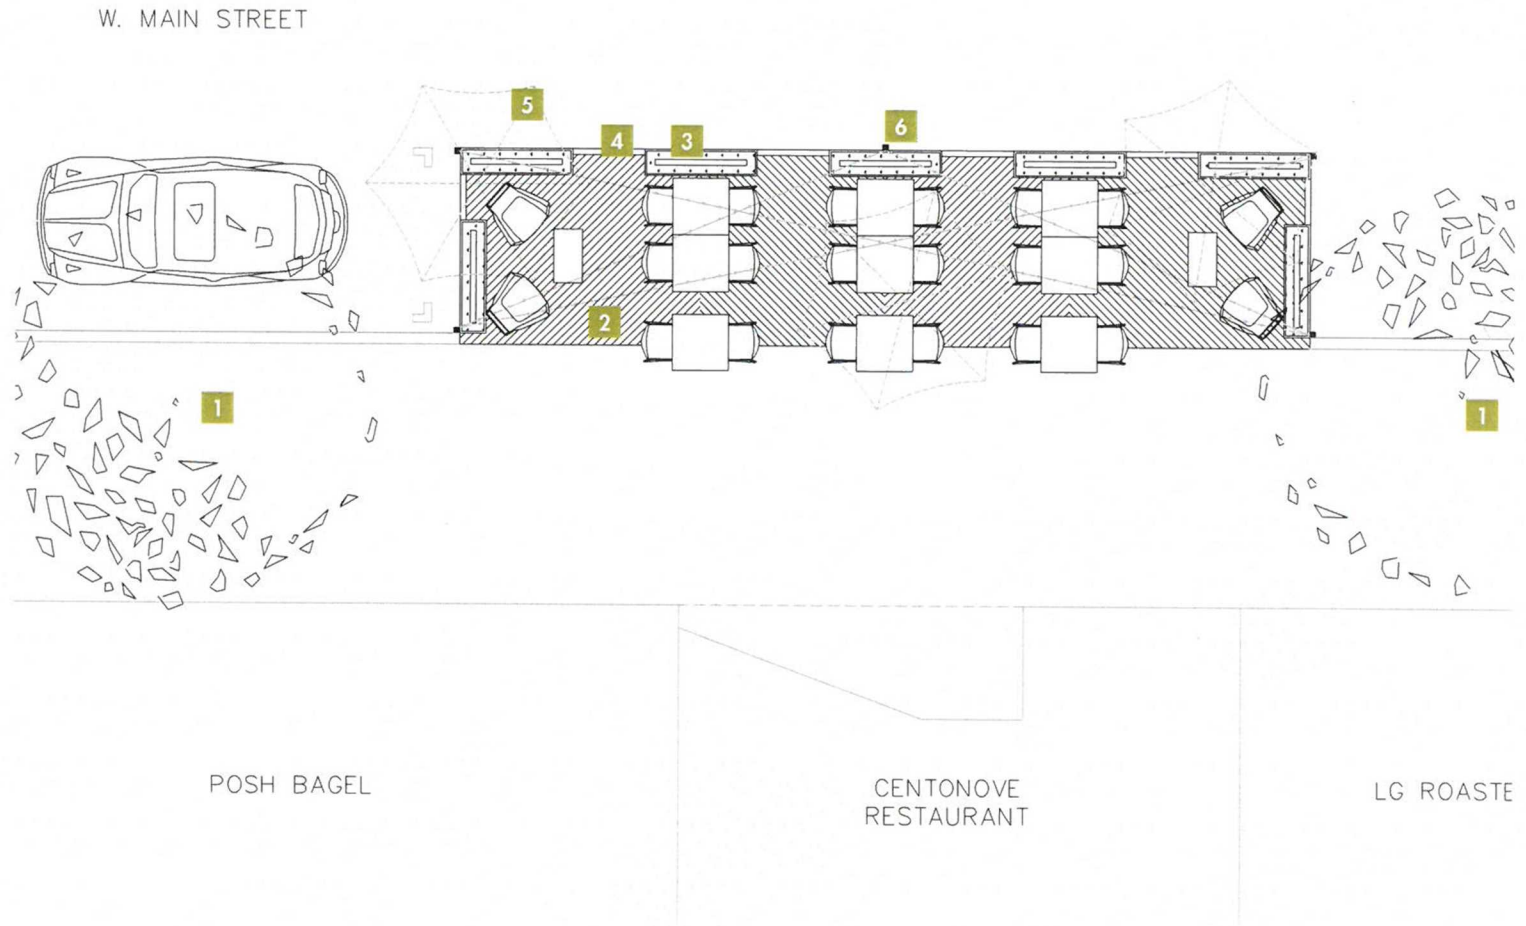 W. MAIN STREET
5
4
3
6
2
1
1
POSH BAGEL
CENTONOVE
RESTAURANT
LG ROASTE